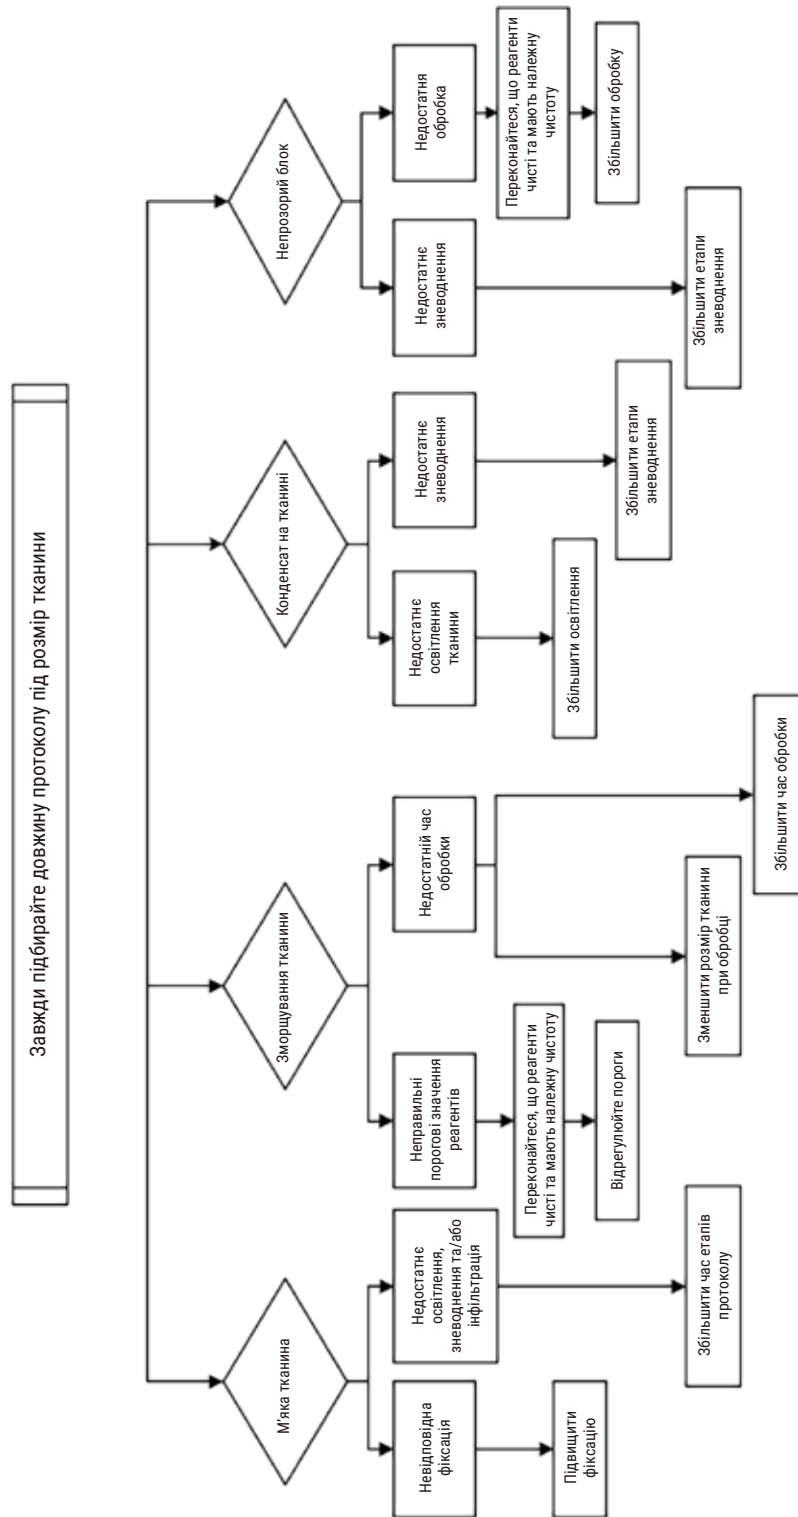 Завжди підбирайте довжину протоколу під розмір тканини
М'яка тканина
Невідповідна
фіксація
Підвищити
фіксацію
Недостатнє
освітлення,
зневоднення та/або
інфільтрація
Збільшити час етапів
протоколу
Зморщування тканини
Неправильні
порогові значення
реагентів
Переконайтеся, що реагенти
чисті та мають належну чистоту
Відрегулюйте пороги
Недостатній час
обробки
Зменшити розмір тканини
при обробці
Збільшити час обробки
Конденсат на тканині
Недостатнє
освітлення
тканини
Збільшити освітлення
Недостатнє
зневоднення
Збільшити етапи
зневоднення
Непрозорий блок
Недостатнє
зневоднення
Збільшити етапи
зневоднення
Недостатня
обробка
Переконайтеся, що реагенти
чисті та мають належну
чистоту
Збільшити обробку